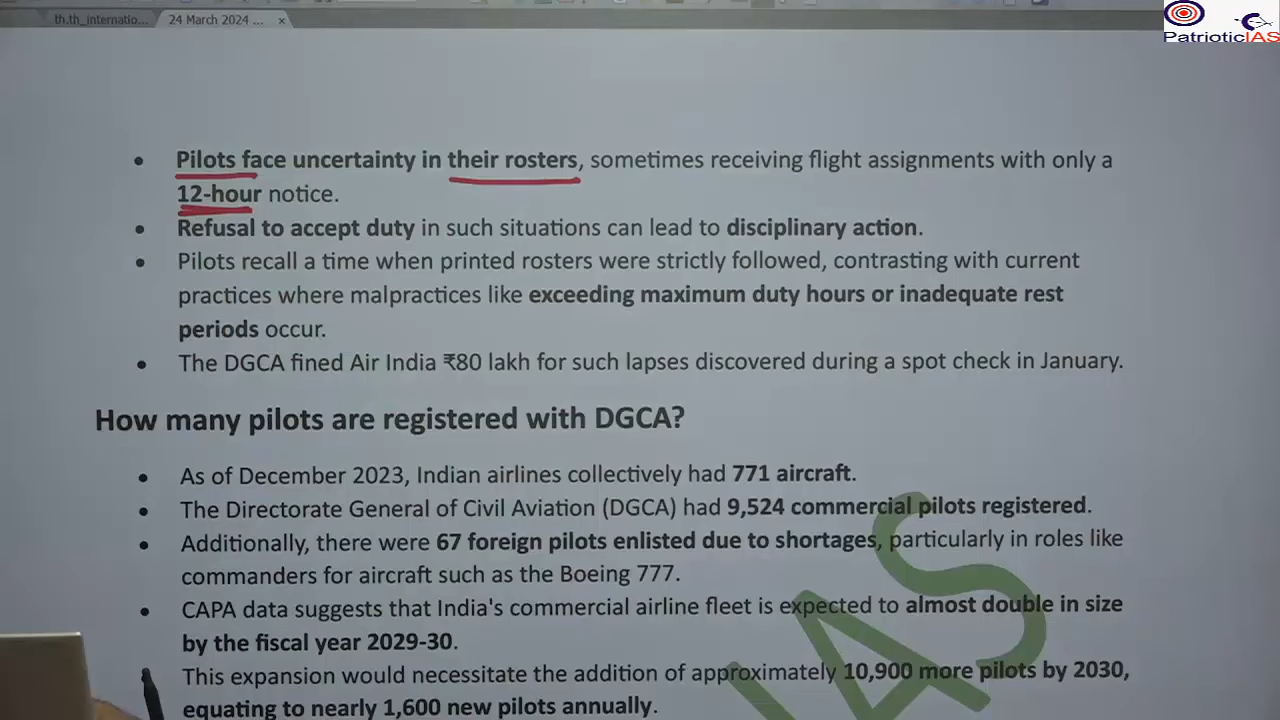 th.th_internatio...
24 March 2024 ...
×
PatrioticIAS
• Pilots face uncertainty in their rosters, sometimes receiving flight assignments with only a
12-hour notice.
• Refusal to accept duty in such situations can lead to disciplinary action.
• Pilots recall a time when printed rosters were strictly followed, contrasting with current
practices where malpractices like exceeding maximum duty hours or inadequate rest
periods occur.
• The DGCA fined Air India ₹80 lakh for such lapses discovered during a spot check in January.
How many pilots are registered with DGCA?
• As of December 2023, Indian airlines collectively had 771 aircraft.
• The Directorate General of Civil Aviation (DGCA) had 9,524 commercial pilots registered.
• Additionally, there were 67 foreign pilots enlisted due to shortages, particularly in roles like
commanders for aircraft such as the Boeing 777.
• CAPA data suggests that India's commercial airline fleet is expected to almost double in size
by the fiscal year 2029-30.
This expansion would necessitate the addition of approximately 10,900 more pilots by 2030,
equating to nearly 1,600 new pilots annually.
IAS